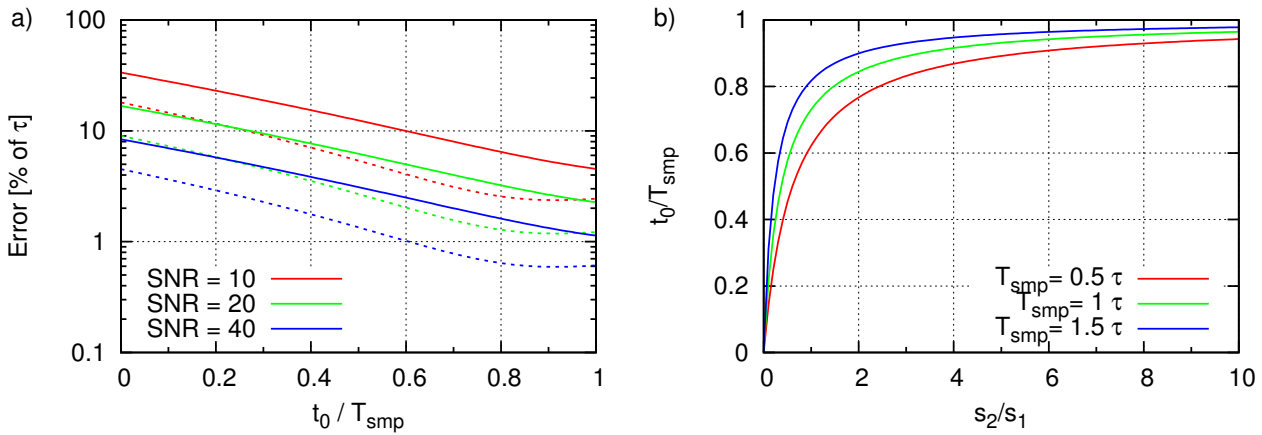 a)
Error [% of τ]
100
10
1
0.1
SNR = 10
SNR = 20
SNR = 40
0 0.2 0.4 0.6 0.8 1
t0 / Tsmp
b)
t0/Tsmp
1
0.8
0.6
0.4
0.2
0
Tsmp= 0.5 τ
Tsmp= 1 τ
Tsmp= 1.5 τ
0 2 4 6 8 10
s2/s1